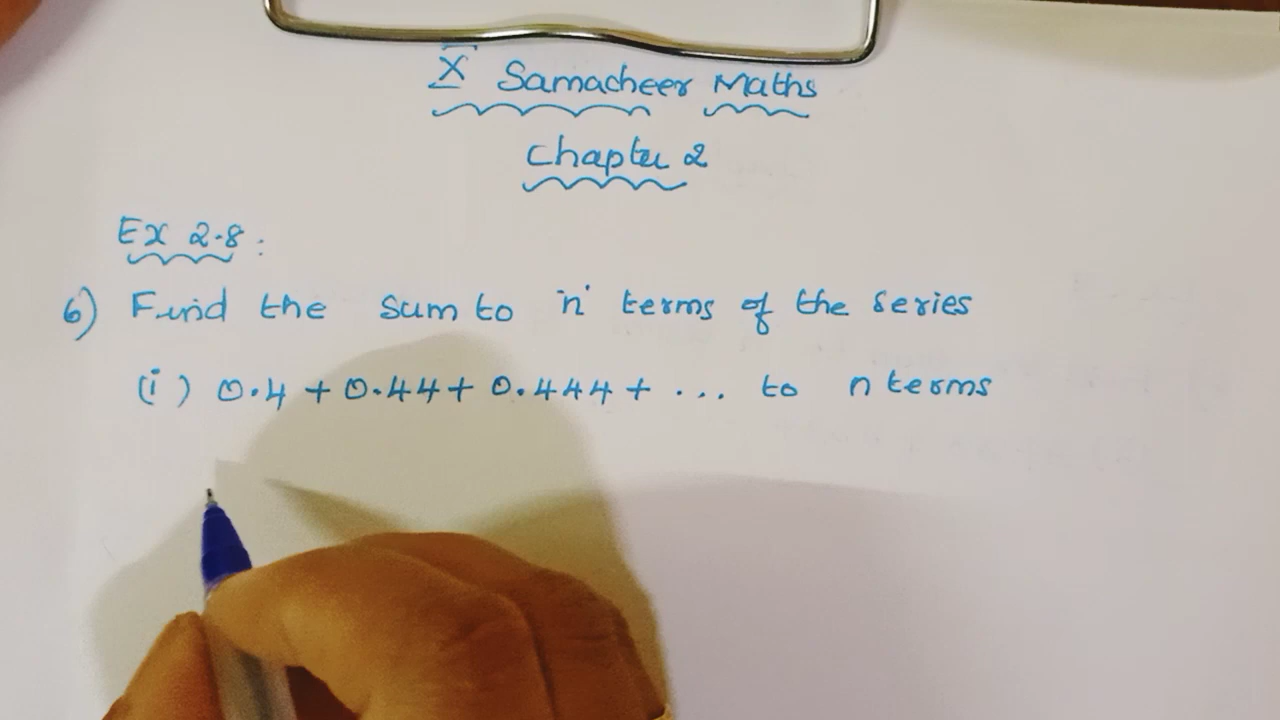 X Samacheer Maths
Chapter 2
Ex 2.8 :
6) Find the sum to 'n' terms of the series
(i) 0.4 + 0.44 + 0.444 + ... to n terms